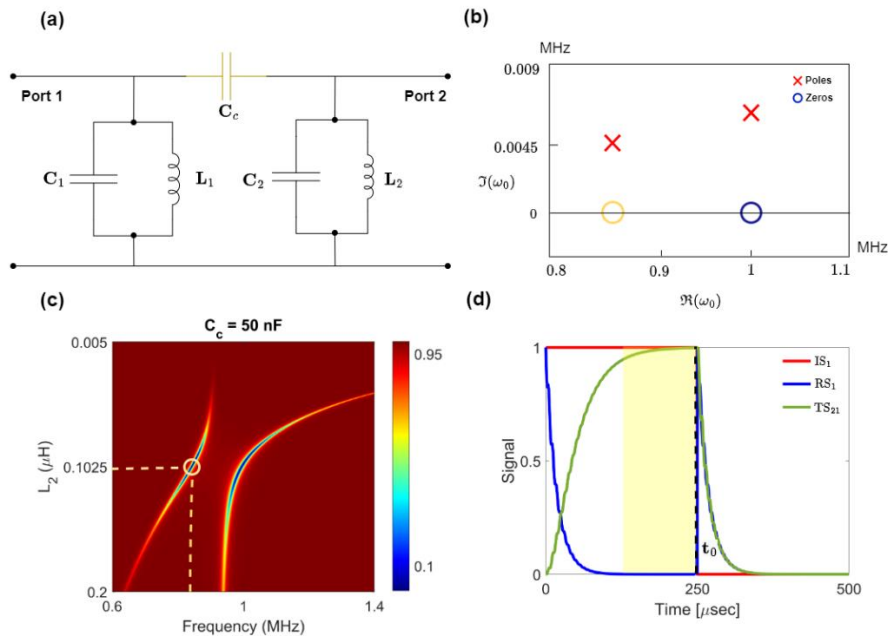 (a)
Port 1
Port 2
C_c
C_1
L_1
C_2
L_2
(b)
MHz
0.009
Poles
Zeros
0.0045
ℑ(ω_0)
0
MHz
0.8
0.9
1
1.1
ℜ(ω_0)
(c)
C_c = 50 nF
0.005
0.95
L_2 (μH)
0.1025
0.1
0.2
0.6
1
1.4
Frequency (MHz)
(d)
1
IS_1
RS_1
TS_21
Signal
0.5
t_0
0
0
250
500
Time [μsec]